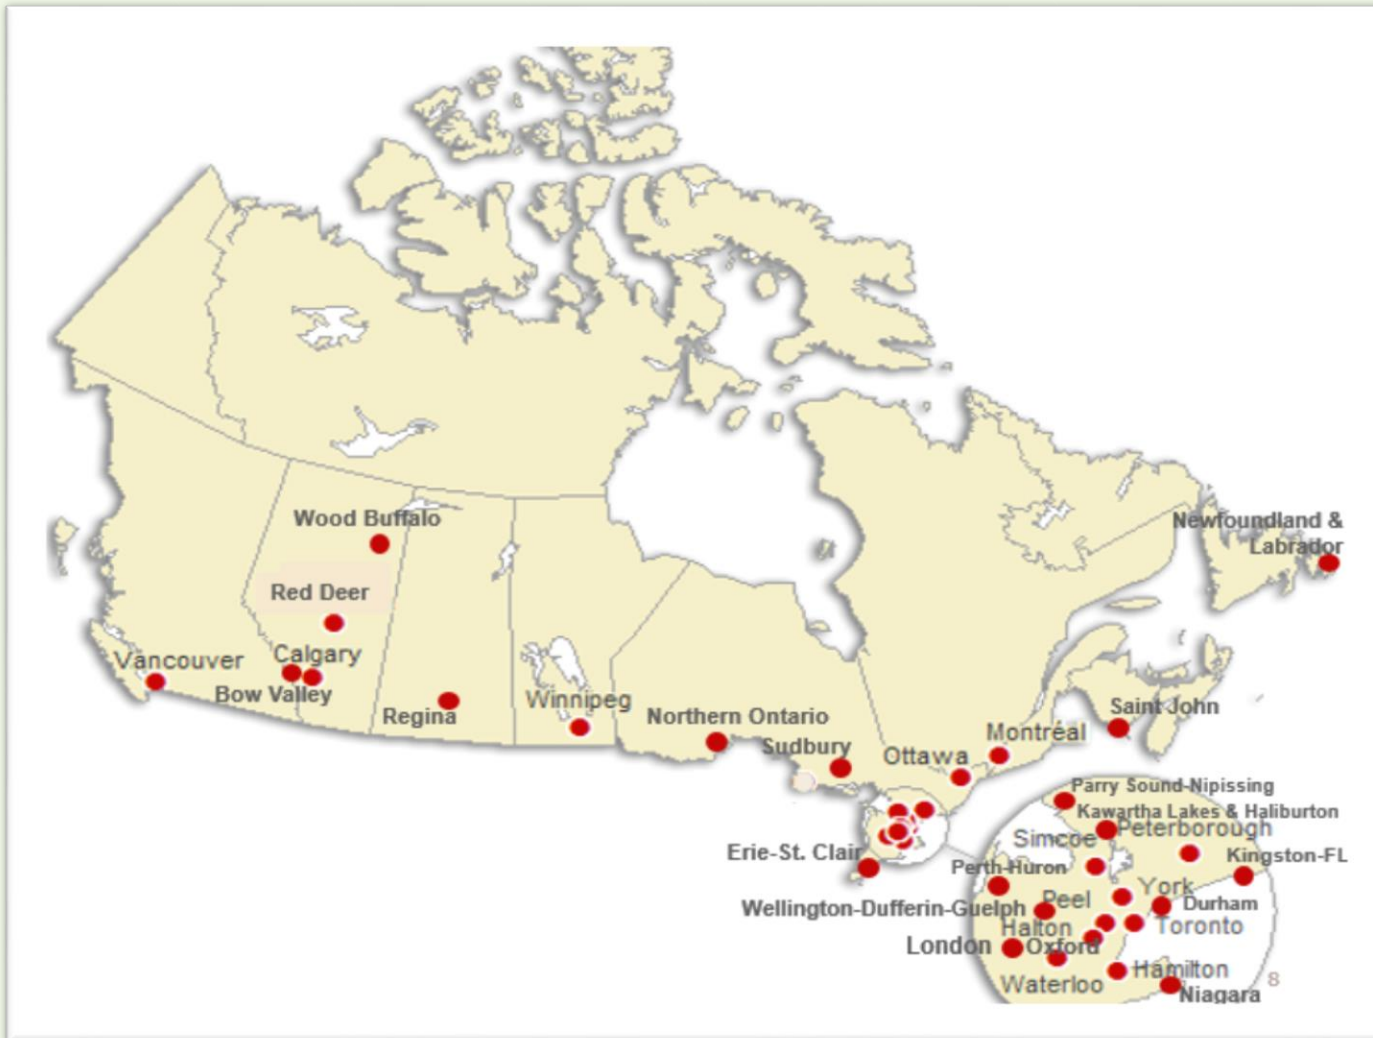 Wood Buffalo
Newfoundland &
Labrador
Red Deer
Vancouver
Calgary
Bow Valley
Regina
Winnipeg
Northern Ontario
Sudbury
Ottawa
Montréal
Saint John
Parry Sound-Nipissing
Kawartha Lakes & Haliburton
Simcoe
Peterborough
Erie-St. Clair
Perth-Huron
Kingston-FL
York
Peel
Durham
Wellington-Dufferin-Guelph
Halton
Toronto
London
Oxford
Hamilton
Waterloo
Niagara
8